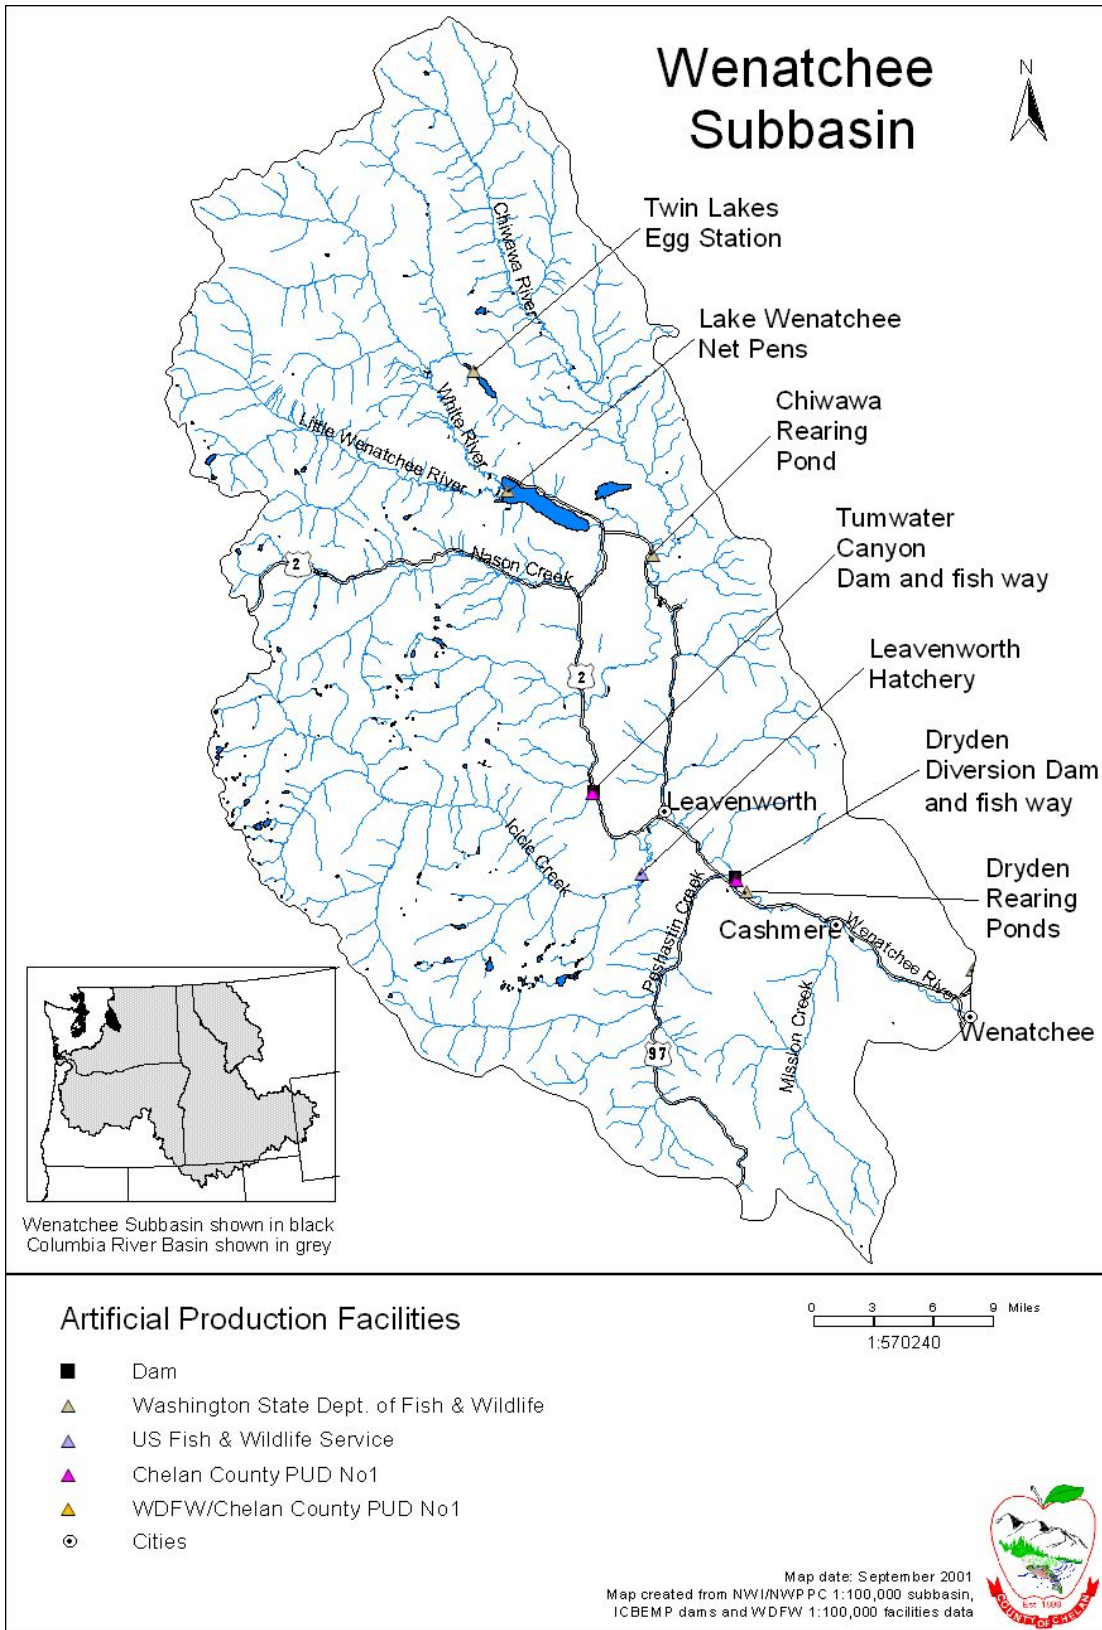 Wenatchee
Subbasin
N
Twin Lakes
Egg Station
Chiwawa River
Lake Wenatchee
Net Pens
White River
Chiwawa
Rearing
Pond
Little Wenatchee River
Tumwater
Canyon
Dam and fish way
Nason Creek
2
Leavenworth
Hatchery
2
Dryden
Diversion Dam
and fish way
Leavenworth
Icicle Creek
Dryden
Rearing
Ponds
Peshastin Creek
Cashmere
Wenatchee River
Mission Creek
Wenatchee
97
Wenatchee Subbasin shown in black
Columbia River Basin shown in grey
Artificial Production Facilities
0 3 6 9 Miles
1:570240
Dam
Washington State Dept. of Fish & Wildlife
US Fish & Wildlife Service
Chelan County PUD No1
WDFW/Chelan County PUD No1
Cities
Map date: September 2001
Map created from NWI/NWPPC 1:100,000 subbasin,
ICBEMP dams and WDFW 1:100,000 facilities data
Est 1899
COUNTY OF CHELAN